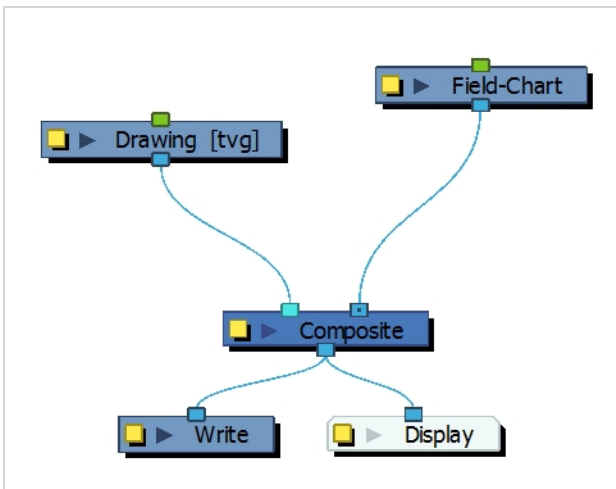 Field-Chart
Drawing [tvg]
Composite
Write
Display